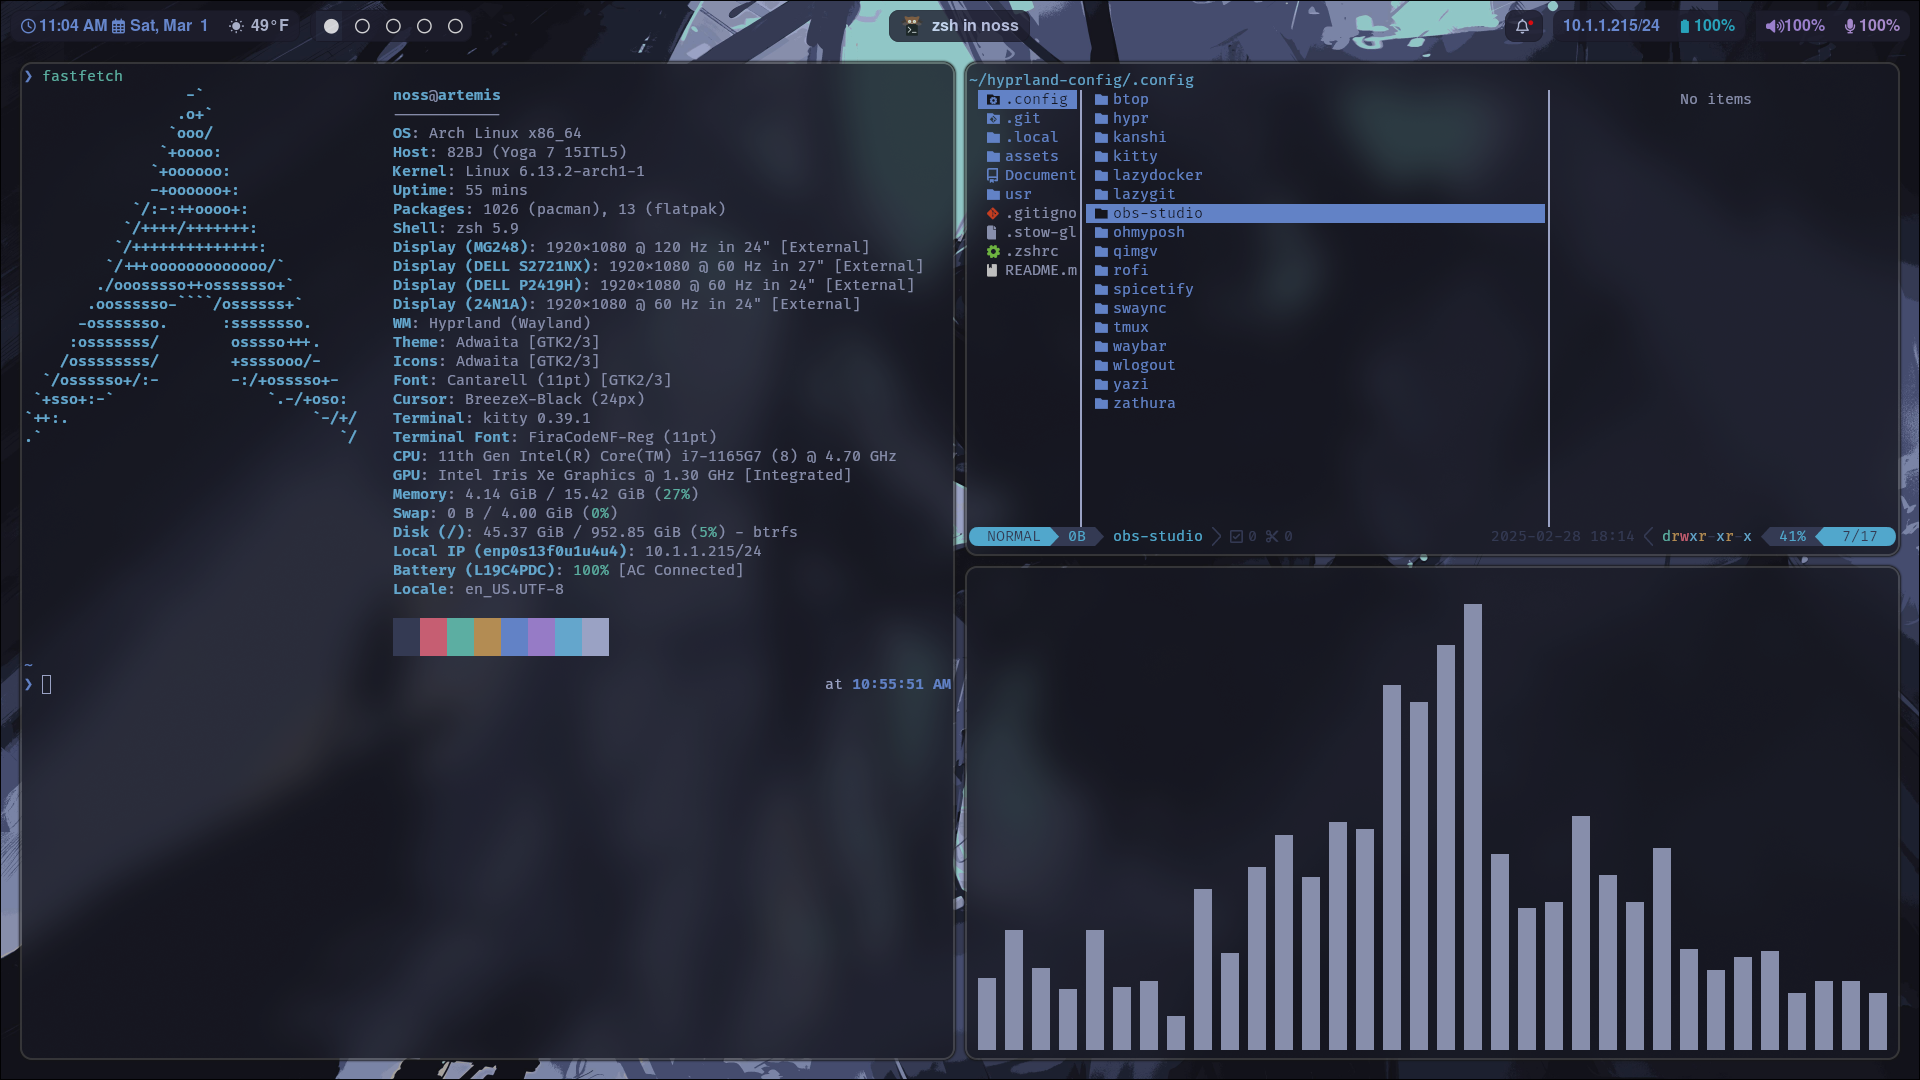 11:04 AM Sat, Mar 1 49°F
zsh in noss
10.1.1.215/24 100% 100% 100%
❯ fastfetch
noss@artemis
OS: Arch Linux x86_64
Host: 82BJ (Yoga 7 15ITL5)
Kernel: Linux 6.13.2-arch1-1
Uptime: 55 mins
Packages: 1026 (pacman), 13 (flatpak)
Shell: zsh 5.9
Display (MG248): 1920×1080 @ 120 Hz in 24" [External]
Display (DELL S2721NX): 1920×1080 @ 60 Hz in 27" [External]
Display (DELL P2419H): 1920×1080 @ 60 Hz in 24" [External]
Display (24N1A): 1920×1080 @ 60 Hz in 24" [External]
WM: Hyprland (Wayland)
Theme: Adwaita [GTK2/3]
Icons: Adwaita [GTK2/3]
Font: Cantarell (11pt) [GTK2/3]
Cursor: BreezeX-Black (24px)
Terminal: kitty 0.39.1
Terminal Font: FiraCodeNF-Reg (11pt)
CPU: 11th Gen Intel(R) Core(TM) i7-1165G7 (8) @ 4.70 GHz
GPU: Intel Iris Xe Graphics @ 1.30 GHz [Integrated]
Memory: 4.14 GiB / 15.42 GiB (27%)
Swap: 0 B / 4.00 GiB (0%)
Disk (/): 45.37 GiB / 952.85 GiB (5%) - btrfs
Local IP (enp0s13f0u1u4u4): 10.1.1.215/24
Battery (L19C4PDC): 100% [AC Connected]
Locale: en_US.UTF-8
~
❯ at 10:55:51 AM
~/hyprland-config/.config
.config
.git
.local
assets
Document
usr
.gitigno
.stow-gl
.zshrc
README.m
btop
hypr
kanshi
kitty
lazydocker
lazygit
obs-studio
ohmyposh
qimgv
rofi
spicetify
swaync
tmux
waybar
wlogout
yazi
zathura
No items
NORMAL 0B obs-studio 0 0 2025-02-28 18:14 drwxr-xr-x 41% 7/17